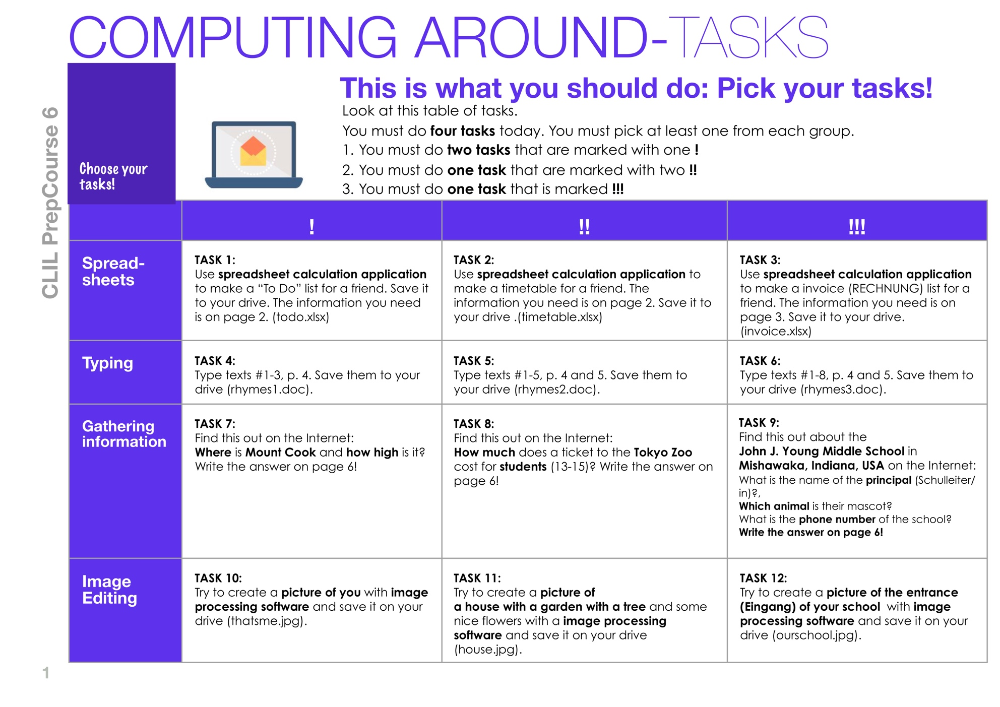 COMPUTING AROUND-TASKS
CLIL PrepCourse 6
Choose your
tasks!
This is what you should do: Pick your tasks!
Look at this table of tasks.
You must do four tasks today. You must pick at least one from each group.
1. You must do two tasks that are marked with one !
2. You must do one task that are marked with two !!
3. You must do one task that is marked !!!
! !! !!!
Spread-
sheets
TASK 1:
Use spreadsheet calculation application
to make a “To Do” list for a friend. Save it
to your drive. The information you need
is on page 2. (todo.xlsx)
TASK 2:
Use spreadsheet calculation application to
make a timetable for a friend. The
information you need is on page 2. Save it to
your drive .(timetable.xlsx)
TASK 3:
Use spreadsheet calculation application
to make a invoice (RECHNUNG) list for a
friend. The information you need is on
page 3. Save it to your drive.
(invoice.xlsx)
Typing
TASK 4:
Type texts #1-3, p. 4. Save them to your
drive (rhymes1.doc).
TASK 5:
Type texts #1-5, p. 4 and 5. Save them to
your drive (rhymes2.doc).
TASK 6:
Type texts #1-8, p. 4 and 5. Save them to
your drive (rhymes3.doc).
Gathering
information
TASK 7:
Find this out on the Internet:
Where is Mount Cook and how high is it?
Write the answer on page 6!
TASK 8:
Find this out on the Internet:
How much does a ticket to the Tokyo Zoo
cost for students (13-15)? Write the answer on
page 6!
TASK 9:
Find this out about the
John J. Young Middle School in
Mishawaka, Indiana, USA on the Internet:
What is the name of the principal (Schulleiter/
in)?,
Which animal is their mascot?
What is the phone number of the school?
Write the answer on page 6!
Image
Editing
TASK 10:
Try to create a picture of you with image
processing software and save it on your
drive (thatsme.jpg).
TASK 11:
Try to create a picture of
a house with a garden with a tree and some
nice flowers with a image processing
software and save it on your drive
(house.jpg).
TASK 12:
Try to create a picture of the entrance
(Eingang) of your school with image
processing software and save it on your
drive (ourschool.jpg).
1